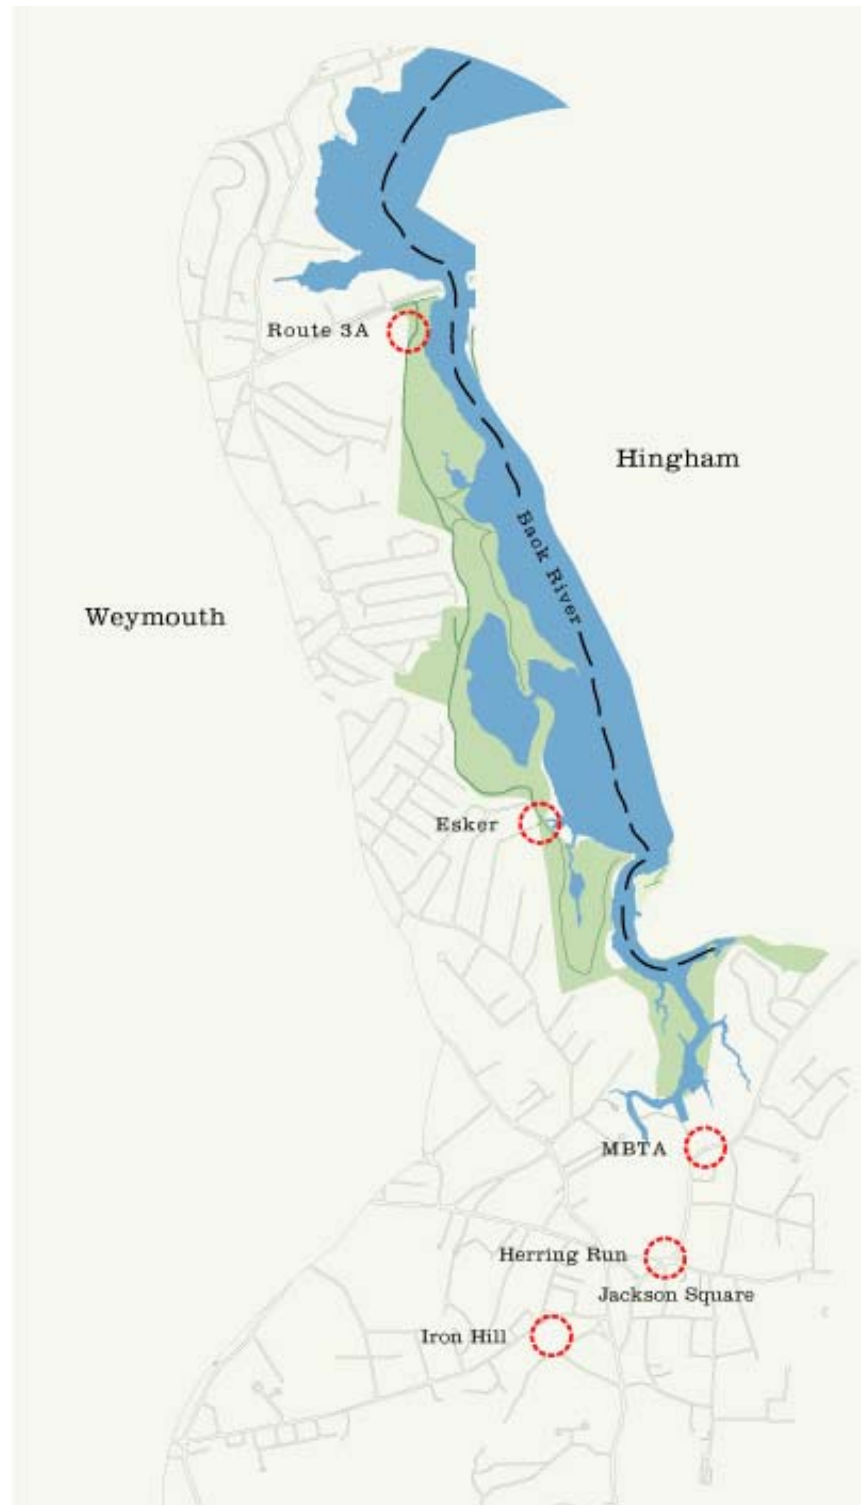 Route 3A
Hingham
Back River
Weymouth
Esker
MBTA
Herring Run
Jackson Square
Iron Hill